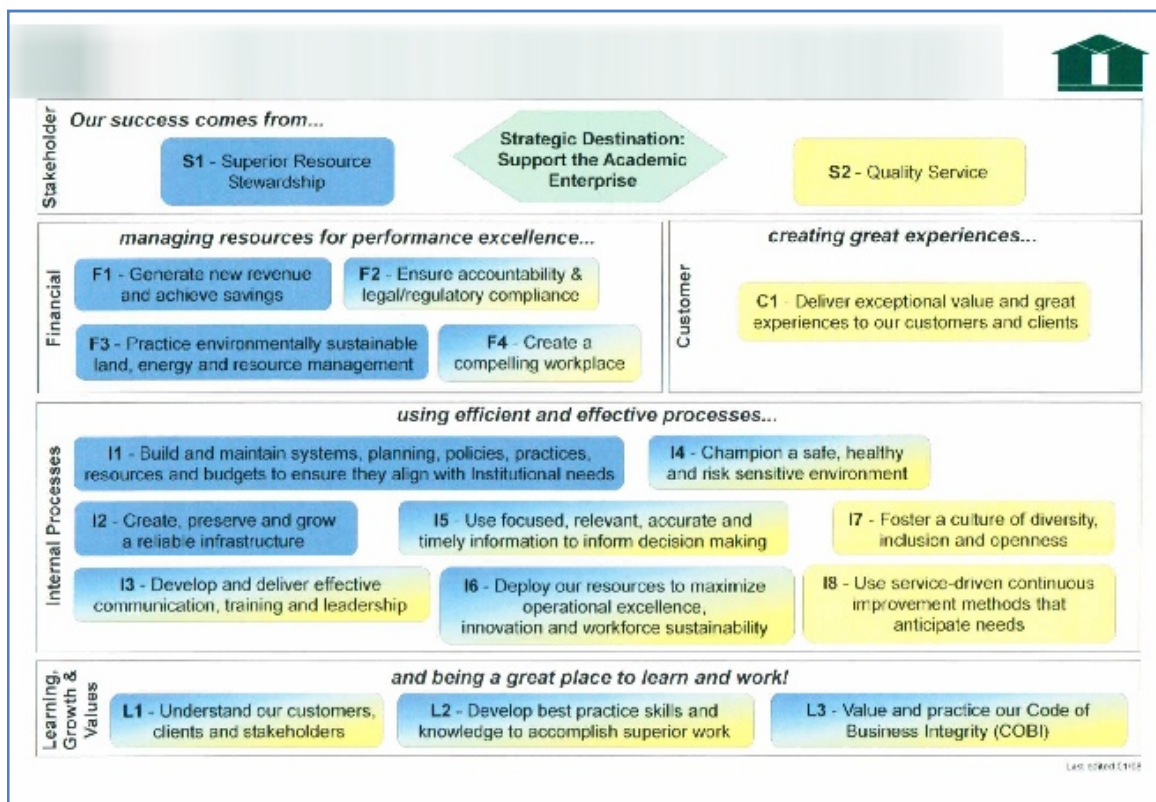 Stakeholder
Our success comes from...
S1 - Superior Resource
Stewardship
Strategic Destination:
Support the Academic
Enterprise
S2 - Quality Service
Financial
managing resources for performance excellence...
F1 - Generate new revenue
and achieve savings
F2 - Ensure accountability &
legal/regulatory compliance
F3 - Practice environmentally sustainable
land, energy and resource management
F4 - Create a
compelling workplace
Customer
creating great experiences...
C1 - Deliver exceptional value and great
experiences to our customers and clients
Internal Processes
using efficient and effective processes...
I1 - Build and maintain systems, planning, policies, practices,
resources and budgets to ensure they align with Institutional needs
I4 - Champion a safe, healthy
and risk sensitive environment
I2 - Create, preserve and grow
a reliable infrastructure
I5 - Use focused, relevant, accurate and
timely information to inform decision making
I7 - Foster a culture of diversity,
inclusion and openness
I3 - Develop and deliver effective
communication, training and leadership
I6 - Deploy our resources to maximize
operational excellence,
innovation and workforce sustainability
I8 - Use service-driven continuous
improvement methods that
anticipate needs
Learning,
Growth &
Values
and being a great place to learn and work!
L1 - Understand our customers,
clients and stakeholders
L2 - Develop best practice skills and
knowledge to accomplish superior work
L3 - Value and practice our Code of
Business Integrity (COBI)
Last edited 01/08